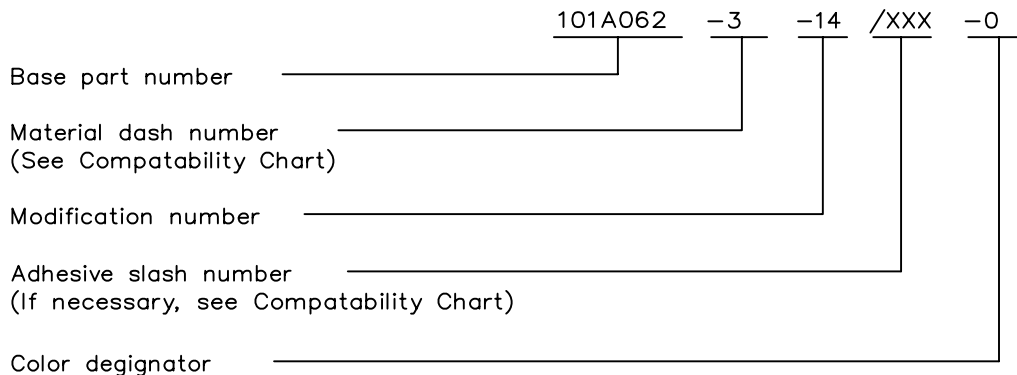 101A062 -3 -14 /XXX -0
Base part number
Material dash number
(See Compatability Chart)
Modification number
Adhesive slash number
(If necessary, see Compatability Chart)
Color degignator